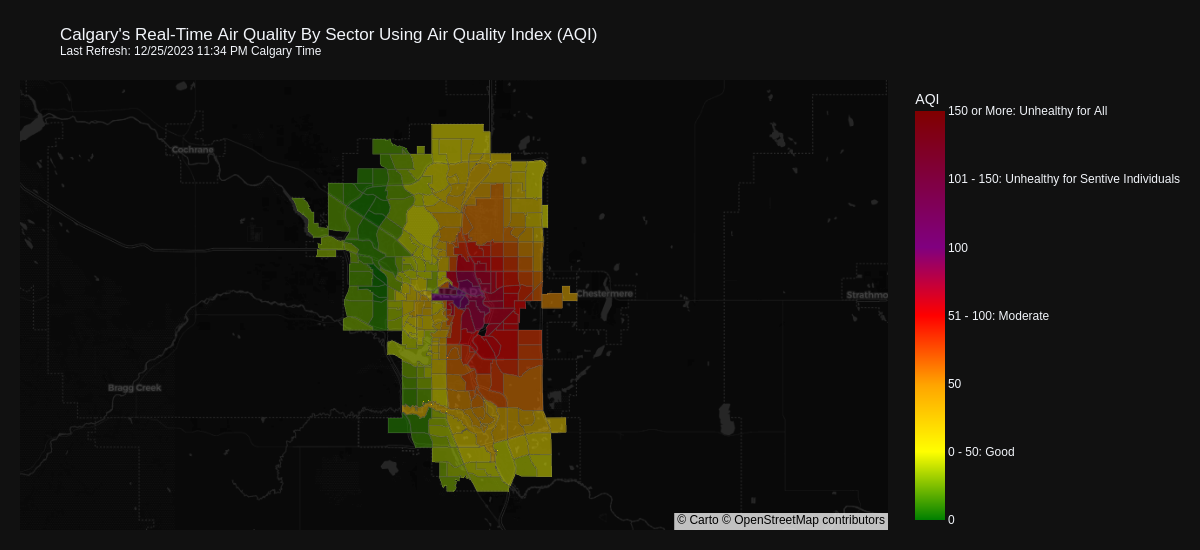 Calgary's Real-Time Air Quality By Sector Using Air Quality Index (AQI)
Last Refresh: 12/25/2023 11:34 PM Calgary Time
AQI
150 or More: Unhealthy for All
101 - 150: Unhealthy for Sentive Individuals
100
51 - 100: Moderate
50
0 - 50: Good
0
Cochrane
Chestermere
Strathmo
Bragg Creek
© Carto © OpenStreetMap contributors